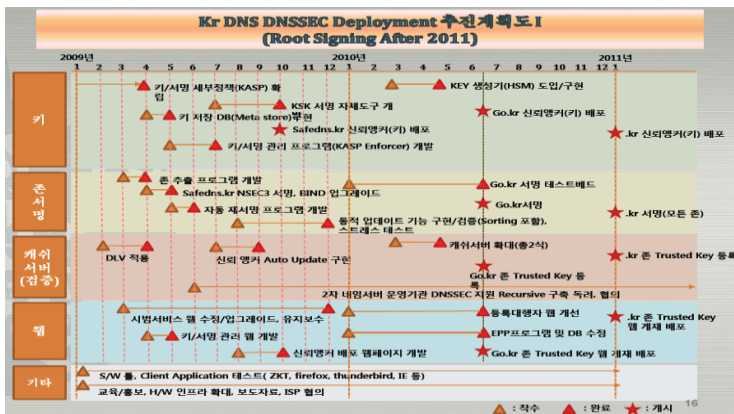 Kr DNS DNSSEC Deployment 추진계획도 I
(Root Signing After 2011)
2009년 2010년 2011년
1 2 3 4 5 6 7 8 9 10 11 12 1 2 3 4 5 6 7 8 9 10 11 12 1
키
키/서명 세부정책(KASP) 확
립
KEY 생성기(HSM) 도입/구현
KSK 서명 자체도구 개
발
키 저장 DB(Meta store)구현
Go.kr 신뢰앵커(키) 배포
Safedns.kr 신뢰앵커(키) 배포
.kr 신뢰앵커(키) 배포
키/서명 관리 프로그램(KASP Enforcer) 개발
존
서
명
존 추출 프로그램 개발
Go.kr 서명 테스트베드
Safedns.kr NSEC3 서명, BIND 업그레이드
자동 재서명 프로그램 개발
Go.kr서명
.kr 서명(모든 존)
동적 업데이트 기능 구현/검증(Sorting 포함),
스트레스 테스트
캐쉬
서버
(검증)
DLV 적용
신뢰 앵커 Auto Update 구현
캐쉬서버 확대(총2식)
.kr 존 Trusted Key 등록
Go.kr 존 Trusted Key 등
록
2차 네임서버 운영기관 DNSSEC 지원 Recursive 구축 독려, 협의
웹
시범서비스 웹 수정/업그레이드, 유지보수
등록대행자 웹 개선
.kr 존 Trusted Key
웹 게재 배포
키/서명 관리 웹 개발
EPP프로그램 및 DB 수정
신뢰앵커 배포 웹페이지 개발
Go.kr 존 Trusted Key 웹 게재 배포
기타
S/W 툴, Client Application 테스트( ZKT, firefox, thunderbird, IE 등)
교육/홍보, H/W 인프라 확대, 보도자료, ISP 협의
16
: 착수 : 완료 : 개시